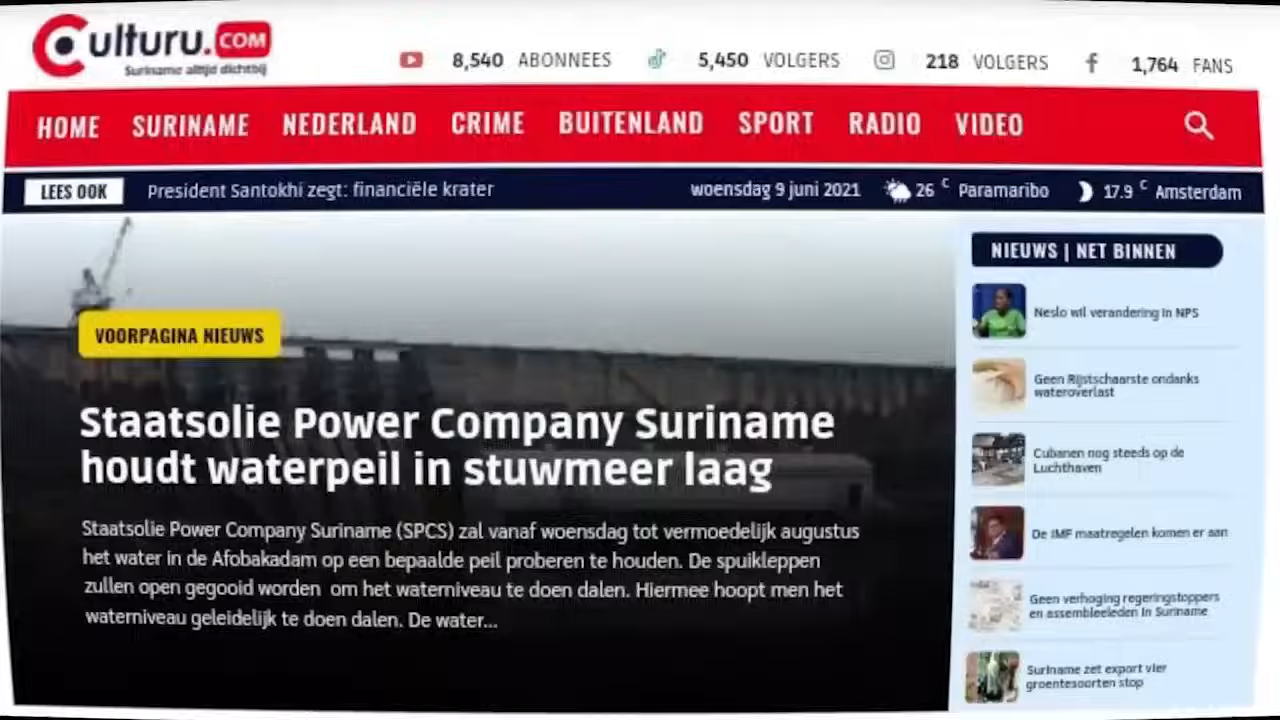 Culturu.COM
Suriname altijd dichtbij
8,540 ABONNEES
5,450 VOLGERS
218 VOLGERS
1,764 FANS
HOME SURINAME NEDERLAND CRIME BUITENLAND SPORT RADIO VIDEO
LEES OOK President Santokhi zegt: financiële krater woensdag 9 juni 2021 26 C Paramaribo 17.9 C Amsterdam
VOORPAGINA NIEUWS
Staatsolie Power Company Suriname
houdt waterpeil in stuwmeer laag
Staatsolie Power Company Suriname (SPCS) zal vanaf woensdag tot vermoedelijk augustus
het water in de Afobakadam op een bepaalde peil proberen te houden. De spuikleppen
zullen open gegooid worden om het waterniveau te doen dalen. Hiermee hoopt men het
waterniveau geleidelijk te doen dalen. De water...
NIEUWS | NET BINNEN
Neslo wil verandering in NPS
Geen Rijstschaarste ondanks
wateroverlast
Cubanen nog steeds op de
Luchthaven
De IMF maatregelen komen er aan
Geen verhoging regeringstoppers
en assembleeleden in Suriname
Suriname zet export vier
groentesoorten stop